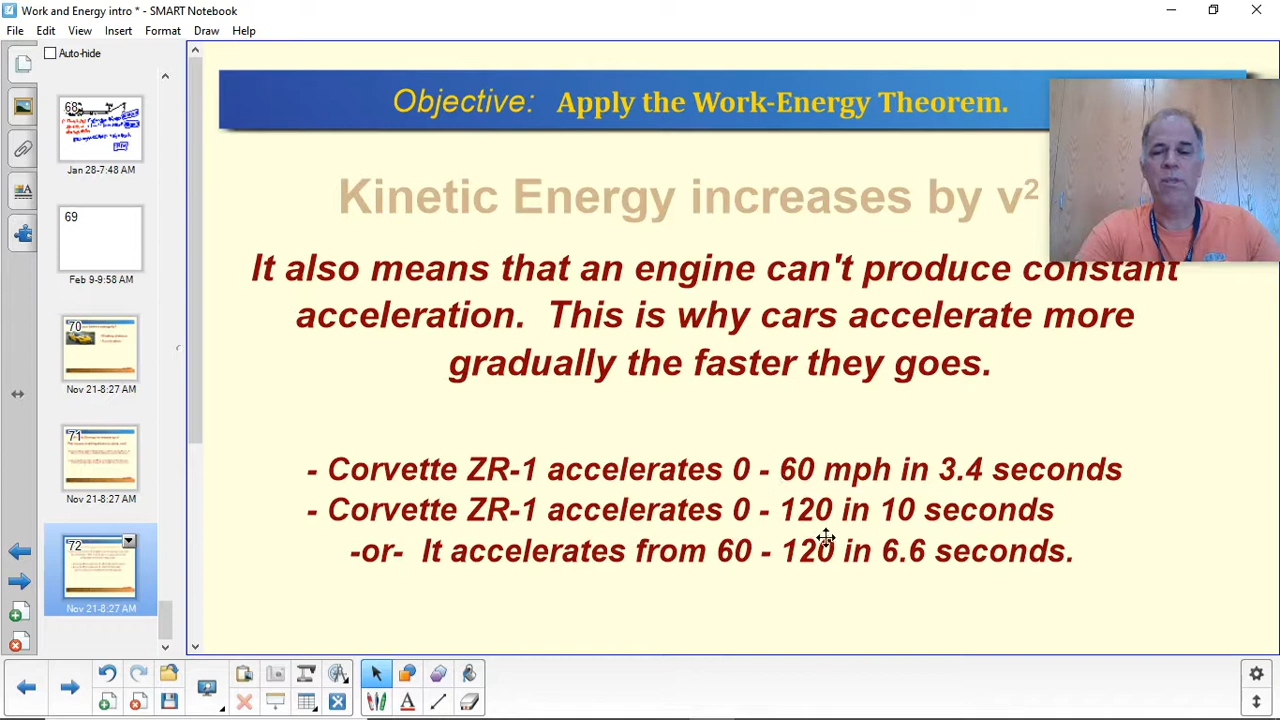 Work and Energy intro * - SMART Notebook
File Edit View Insert Format Draw Help
Auto-hide
68
Jan 28-7:48 AM
69
Feb 9-9:58 AM
70
Nov 21-8:27 AM
71
Nov 21-8:27 AM
72
Nov 21-8:27 AM
Objective: Apply the Work-Energy Theorem.
Kinetic Energy increases by v²
It also means that an engine can't produce constant
acceleration. This is why cars accelerate more
gradually the faster they goes.
- Corvette ZR-1 accelerates 0 - 60 mph in 3.4 seconds
- Corvette ZR-1 accelerates 0 - 120 in 10 seconds
-or- It accelerates from 60 - 120 in 6.6 seconds.